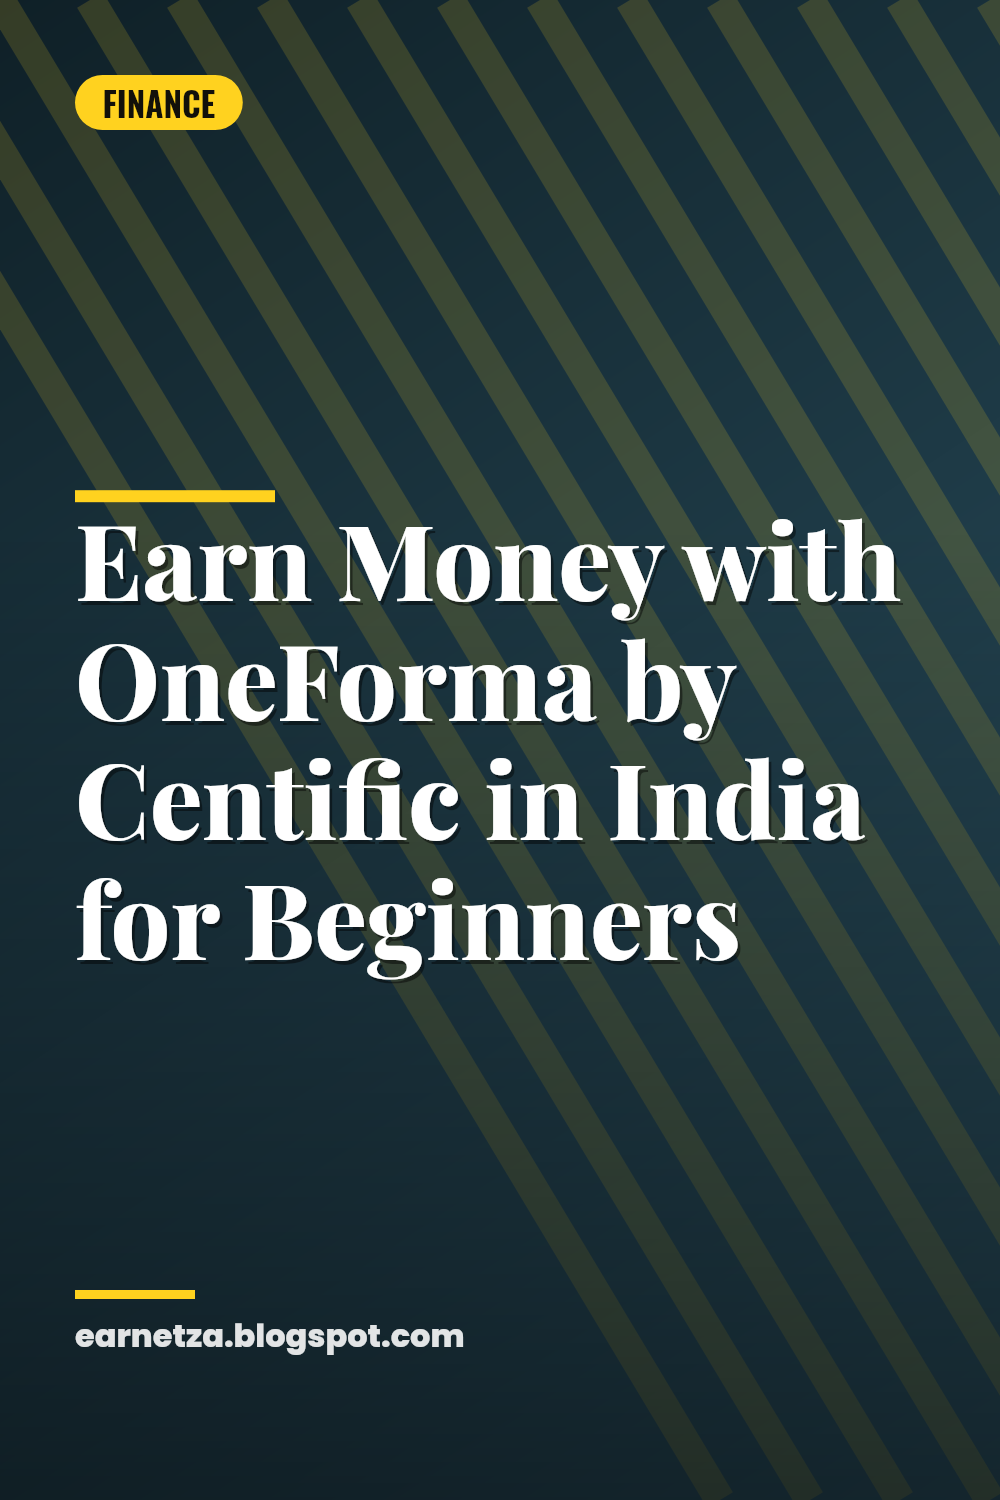 FINANCE
Earn Money with
OneForma by
Centific in India
for Beginners
earnetza.blogspot.com